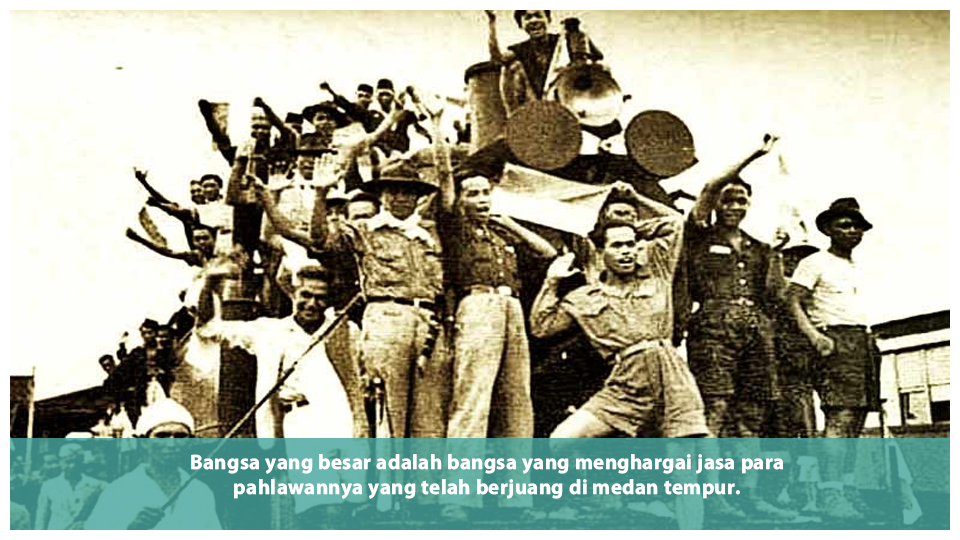 Bangsa yang besar adalah bangsa yang menghargai jasa para
pahlawannya yang telah berjuang di medan tempur.